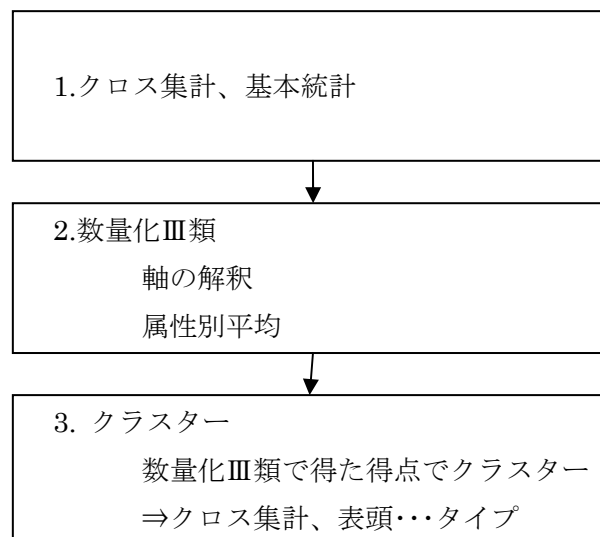 1.クロス集計、基本統計
2.数量化Ⅲ類
軸の解釈
属性別平均
3. クラスター
数量化Ⅲ類で得た得点でクラスター
⇒クロス集計、表頭･･･タイプ